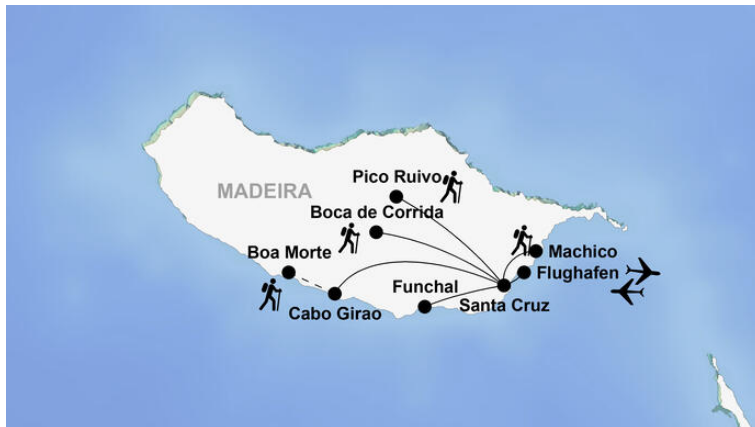 Pico Ruivo
MADEIRA
Boca de Corrida
Boa Morte
Machico
Flughafen
Funchal
Santa Cruz
Cabo Girao